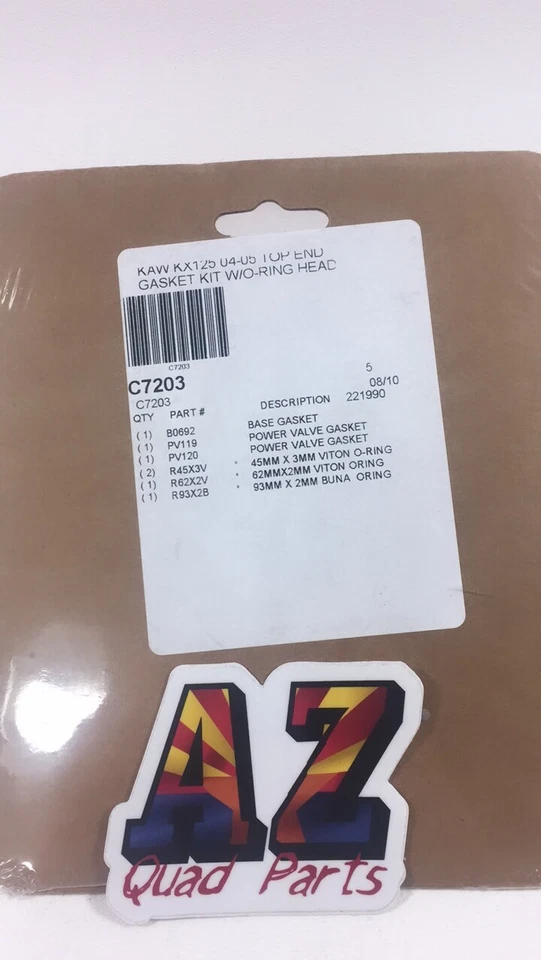 KAW KX125 04-05 TOP END
GASKET KIT W/O-RING HEAD
C7203
C7203
5
C7203
08/10
QTY PART # DESCRIPTION 221990
( 1) B0692 BASE GASKET
( 1) PV119 POWER VALVE GASKET
( 1) PV120 POWER VALVE GASKET
( 2) R45X3V . 45MM X 3MM VITON O-RING
( 1) R62X2V . 62MMX2MM VITON ORING
( 1) R93X2B . 93MM X 2MM BUNA ORING
AZ
Quad Parts